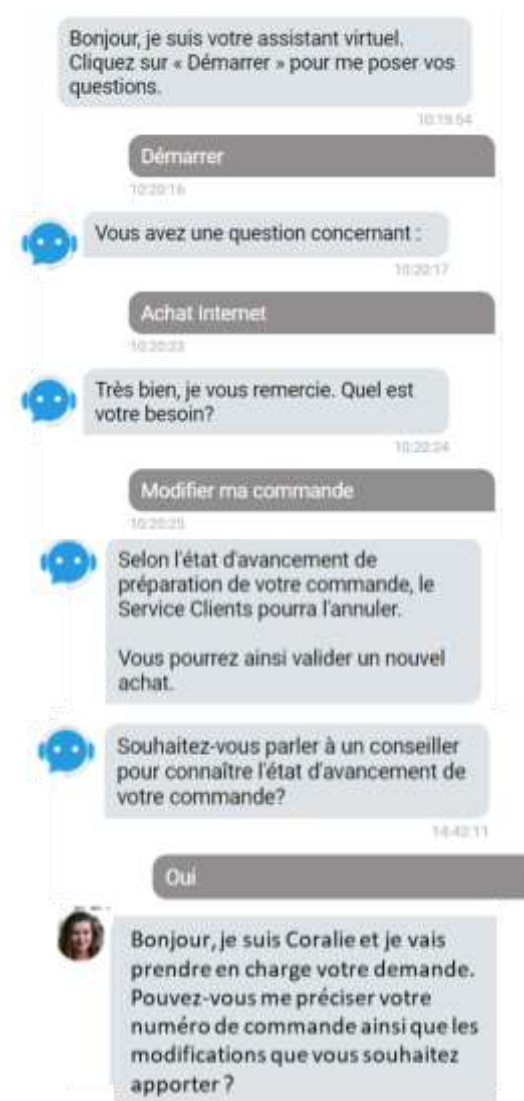 Bonjour, je suis votre assistant virtuel.
Cliquez sur « Démarrer » pour me poser vos
questions.
10:19:54
Démarrer
10:20:16
Vous avez une question concernant :
10:20:17
Achat Internet
10:20:23
Très bien, je vous remercie. Quel est
votre besoin?
10:20:24
Modifier ma commande
10:20:25
Selon l'état d'avancement de
préparation de votre commande, le
Service Clients pourra l'annuler.
Vous pourrez ainsi valider un nouvel
achat.
Souhaitez-vous parler à un conseiller
pour connaître l'état d'avancement de
votre commande?
14:42:11
Oui
Bonjour, je suis Coralie et je vais
prendre en charge votre demande.
Pouvez-vous me préciser votre
numéro de commande ainsi que les
modifications que vous souhaitez
apporter ?